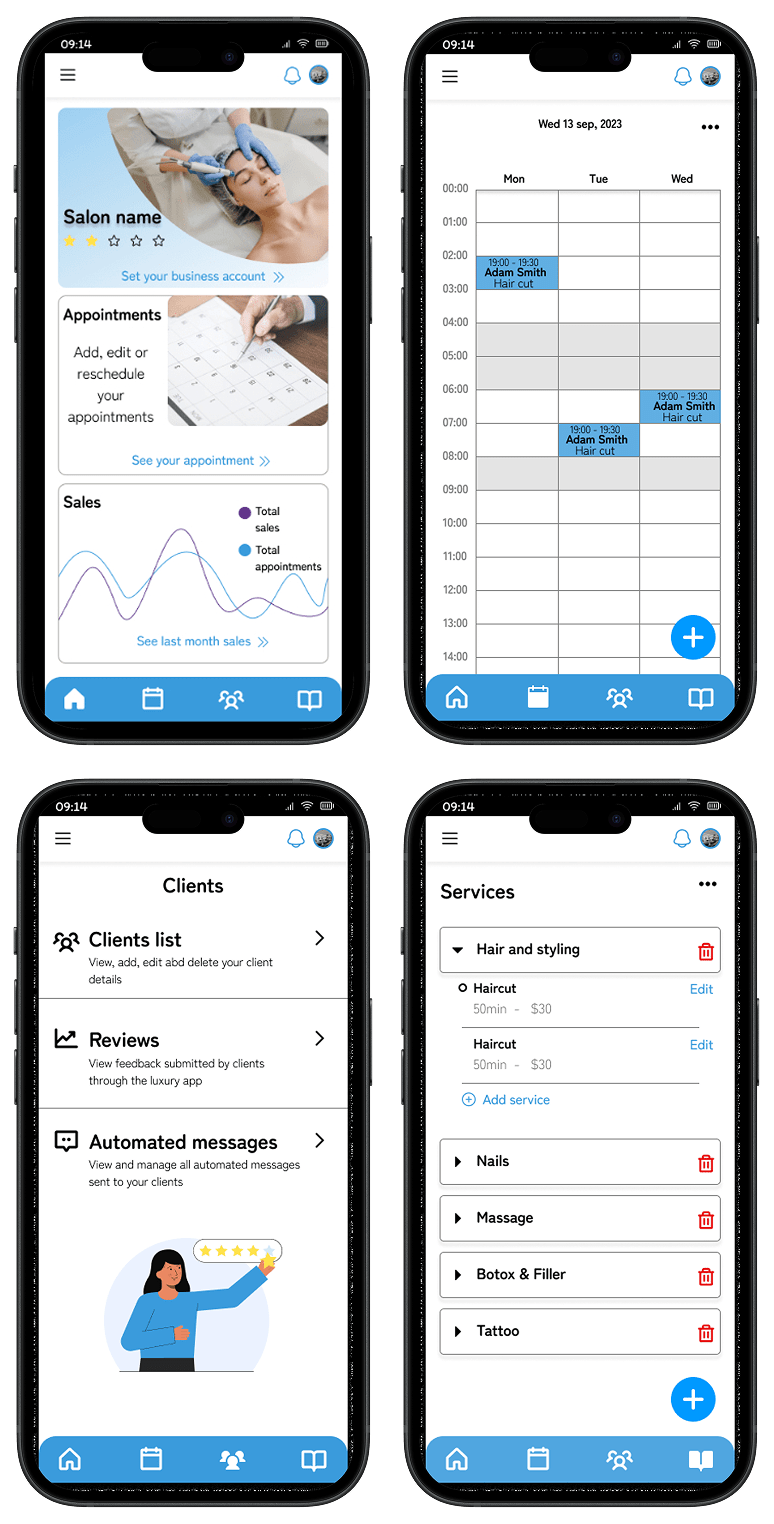 09:14
Salon name
Set your business account
Appointments
Add, edit or
reschedule
your
appointments
See your appointment
Sales
Total
sales
Total
appointments
See last month sales
09:14
Wed 13 sep, 2023
Mon Tue Wed
00:00
01:00
02:00
19:00 - 19:30
Adam Smith
Hair cut
03:00
04:00
05:00
06:00
19:00 - 19:30
Adam Smith
Hair cut
07:00
19:00 - 19:30
Adam Smith
Hair cut
08:00
09:00
10:00
11:00
12:00
13:00
14:00
09:14
Clients
Clients list
View, add, edit abd delete your client
details
Reviews
View feedback submitted by clients
through the luxury app
Automated messages
View and manage all automated messages
sent to your clients
09:14
Services
Hair and styling
Haircut Edit
50min - $30
Haircut Edit
50min - $30
Add service
Nails
Massage
Botox & Filler
Tattoo